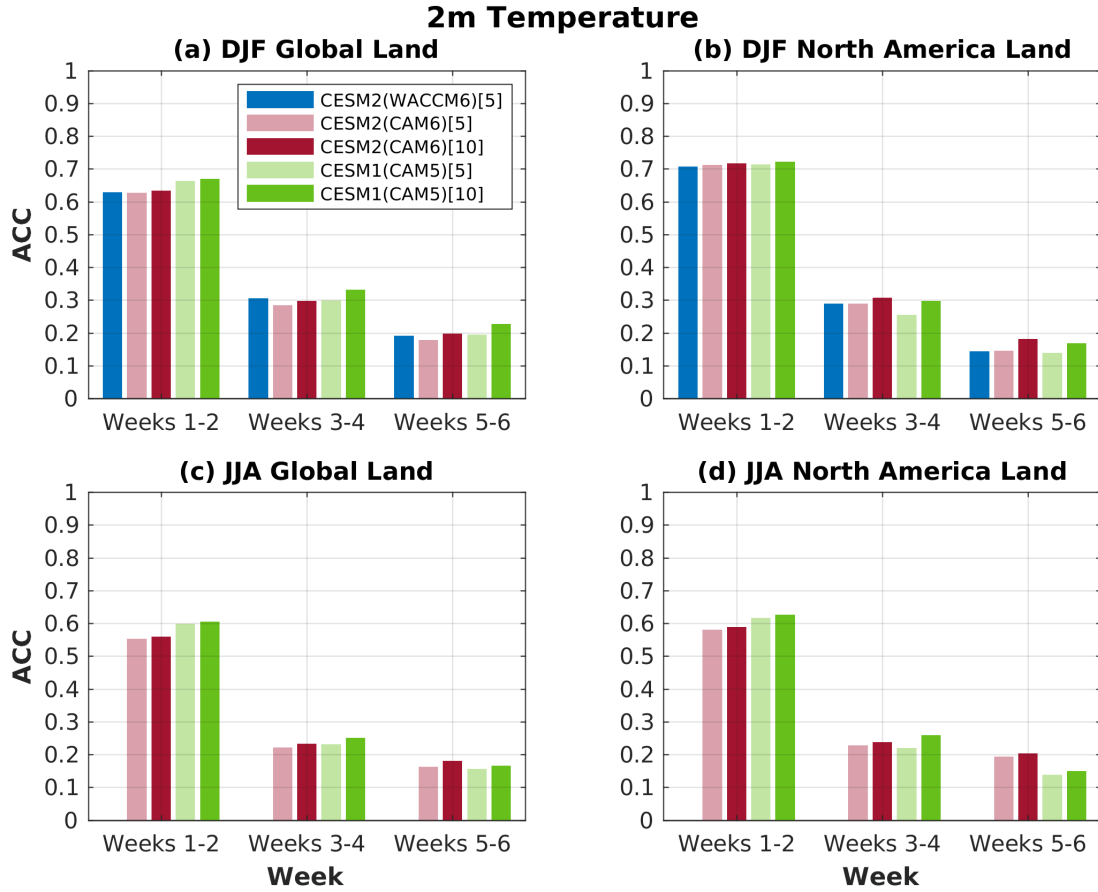 2m Temperature
(a) DJF Global Land
(b) DJF North America Land
1
0.9
0.8
0.7
0.6
0.5
0.4
0.3
0.2
0.1
0
ACC
CESM2(WACCM6)[5]
CESM2(CAM6)[5]
CESM2(CAM6)[10]
CESM1(CAM5)[5]
CESM1(CAM5)[10]
Weeks 1-2 Weeks 3-4 Weeks 5-6
1
0.9
0.8
0.7
0.6
0.5
0.4
0.3
0.2
0.1
0
Weeks 1-2 Weeks 3-4 Weeks 5-6
(c) JJA Global Land
(d) JJA North America Land
1
0.9
0.8
0.7
0.6
0.5
0.4
0.3
0.2
0.1
0
ACC
Weeks 1-2 Weeks 3-4 Weeks 5-6
Week
1
0.9
0.8
0.7
0.6
0.5
0.4
0.3
0.2
0.1
0
Weeks 1-2 Weeks 3-4 Weeks 5-6
Week